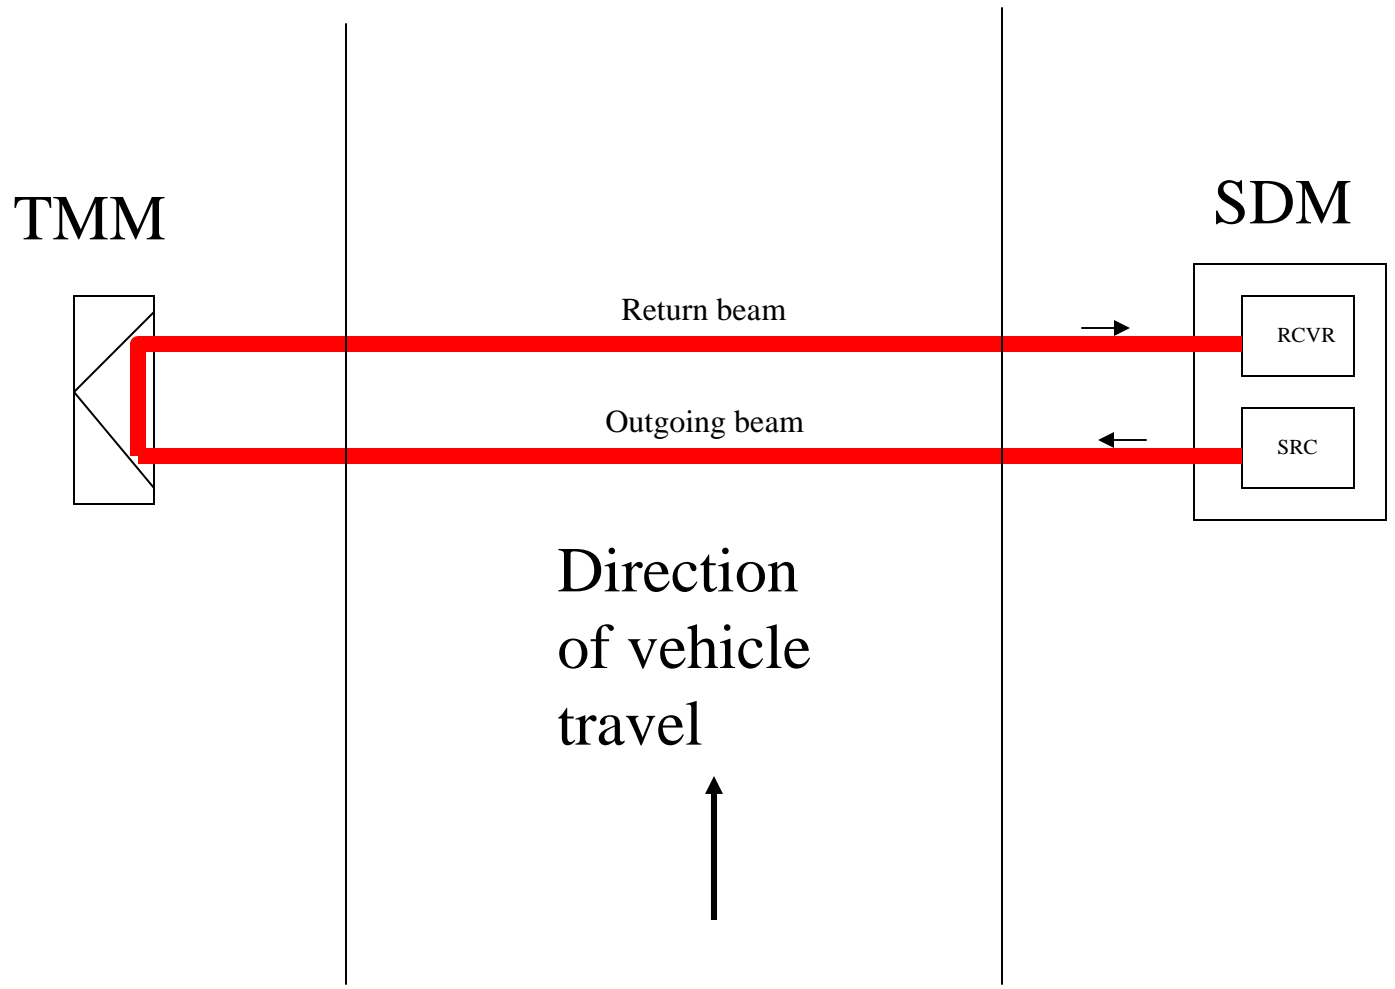 TMM
SDM
Return beam
RCVR
Outgoing beam
SRC
Direction
of vehicle
travel